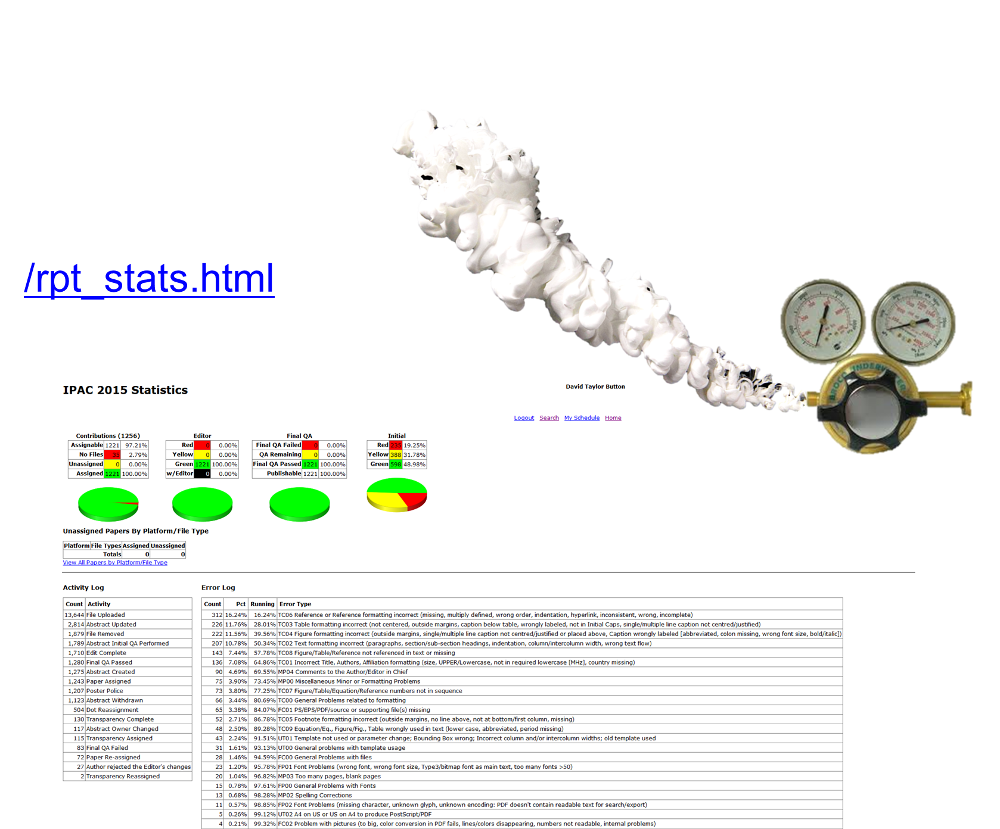 /rpt_stats.html
IPAC 2015 Statistics
David Taylor Button
Logout Search My Schedule Home
Contributions (1256)
Assignable 1221 97.21%
No Files 35 2.79%
Unassigned 0 0.00%
Assigned 1221 100.00%
Editor
Red 0 0.00%
Yellow 0 0.00%
Green 1221 100.00%
w/Editor 0 0.00%
Final QA
Final QA Failed 0 0.00%
QA Remaining 0 0.00%
Final QA Passed 1221 100.00%
Publishable 1221 100.00%
Initial
Red 235 19.25%
Yellow 388 31.78%
Green 598 48.98%
Unassigned Papers By Platform/File Type
Platform File Types Assigned Unassigned
Totals 0 0
View All Papers by Platform/File Type
Activity Log
Count Activity
13,644 File Uploaded
2,814 Abstract Updated
1,879 File Removed
1,789 Abstract Initial QA Performed
1,710 Edit Complete
1,280 Final QA Passed
1,275 Abstract Created
1,243 Paper Assigned
1,207 Poster Police
1,123 Abstract Withdrawn
504 Dot Reassignment
130 Transparency Complete
117 Abstract Owner Changed
115 Transparency Assigned
83 Final QA Failed
72 Paper Re-assigned
27 Author rejected the Editor's changes
2 Transparency Reassigned
Error Log
Count Pct Running Error Type
312 16.24% 16.24% TC06 Reference or Reference formatting incorrect (missing, multiply defined, wrong order, indentation, hyperlink, inconsistent, wrong, incomplete)
226 11.76% 28.01% TC03 Table formatting incorrect (not centered, outside margins, caption below table, wrongly labeled, not in Initial Caps, single/multiple line caption not centred/justified)
222 11.56% 39.56% TC04 Figure formatting incorrect (outside margins, single/multiple line caption not centred/justified or placed above, Caption wrongly labeled [abbreviated, colon missing, wrong font size, bold/italic])
207 10.78% 50.34% TC02 Text formatting incorrect (paragraphs, section/sub-section headings, indentation, column/intercolumn width, wrong text flow)
143 7.44% 57.78% TC08 Figure/Table/Reference not referenced in text or missing
136 7.08% 64.86% TC01 Incorrect Title, Authors, Affiliation formatting (size, UPPER/Lowercase, not in required lowercase [MHz], country missing)
90 4.69% 69.55% MP04 Comments to the Author/Editor in Chief
75 3.90% 73.45% MP00 Miscellaneous Minor or Formatting Problems
73 3.80% 77.25% TC07 Figure/Table/Equation/Reference numbers not in sequence
66 3.44% 80.69% TC00 General Problems related to formatting
65 3.38% 84.07% FC01 PS/EPS/PDF/source or supporting file(s) missing
52 2.71% 86.78% TC05 Footnote formatting incorrect (outside margins, no line above, not at bottom/first column, missing)
48 2.50% 89.28% TC09 Equation/Eq., Figure/Fig., Table wrongly used in text (lower case, abbreviated, period missing)
43 2.24% 91.51% UT01 Template not used or parameter change; Bounding Box wrong; Incorrect column and/or intercolumn widths; old template used
31 1.61% 93.13% UT00 General problems with template usage
28 1.46% 94.59% FC00 General Problems with files
23 1.20% 95.78% FP01 Font Problems (wrong font, wrong font size, Type3/bitmap font as main text, too many fonts >50)
20 1.04% 96.82% MP03 Too many pages, blank pages
15 0.78% 97.61% FP00 General Problems with Fonts
13 0.68% 98.28% MP02 Spelling Corrections
11 0.57% 98.85% FP02 Font Problems (missing character, unknown glyph, unknown encoding: PDF doesn't contain readable text for search/export)
5 0.26% 99.12% UT02 A4 on US or US on A4 to produce PostScript/PDF
4 0.21% 99.32% FC02 Problem with pictures (to big, color conversion in PDF fails, lines/colors disappearing, numbers not readable, internal problems)